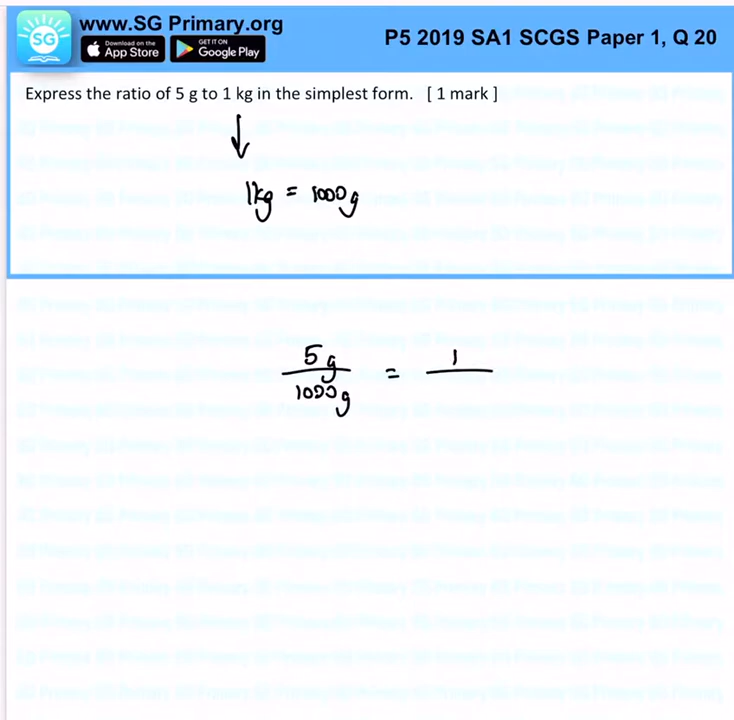 www.SG Primary.org
SG
Download on the
App Store
GET IT ON
Google Play
P5 2019 SA1 SCGS Paper 1, Q 20
Express the ratio of 5 g to 1 kg in the simplest form. [ 1 mark ]
1kg = 1000g
5g
1000g
=
1